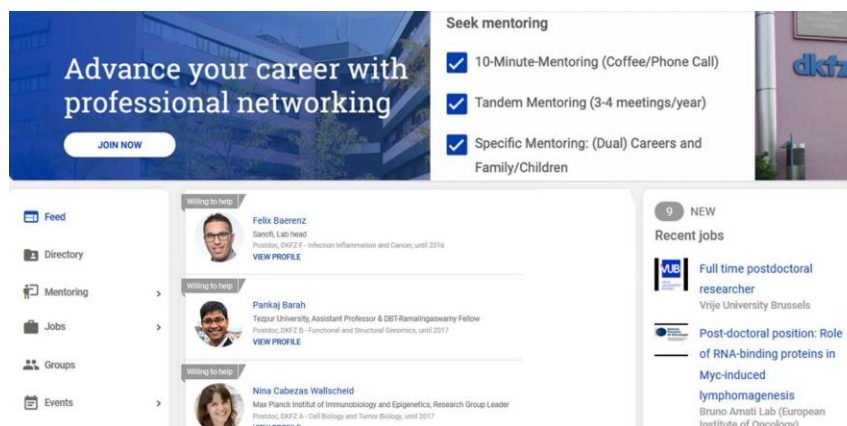 Advance your career with
professional networking
JOIN NOW
Seek mentoring
10-Minute-Mentoring (Coffee/Phone Call)
Tandem Mentoring (3-4 meetings/year)
Specific Mentoring: (Dual) Careers and
Family/Children
dkfz
Feed
Directory
Mentoring
Jobs
Groups
Events
Willing to help
Felix Baerenz
Sanofi, Lab head
Postdoc, DKFZ F - Infection Inflammation and Cancer, until 2016
VIEW PROFILE
Willing to help
Pankaj Barah
Tezpur University, Assistant Professor & DBT-Ramalingaswamy Fellow
Postdoc, DKFZ B - Functional and Structural Genomics, until 2017
VIEW PROFILE
Willing to help
Nina Cabezas Wallscheid
Max Planck Institut of Immunobiology and Epigenetics, Research Group Leader
Postdoc, DKFZ A - Cell Biology and Tumor Biology, until 2017
VIEW PROFILE
9 NEW
Recent jobs
VUB
Full time postdoctoral
researcher
Vrije University Brussels
Post-doctoral position: Role
of RNA-binding proteins in
Myc-induced
lymphomagenesis
Bruno Amati Lab (European
Institute of Oncology)